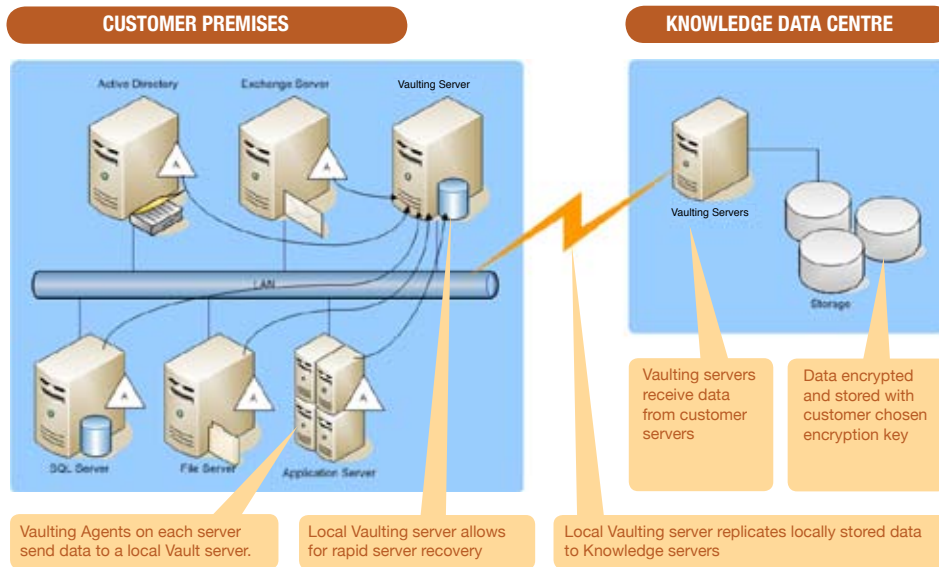 CUSTOMER PREMISES
KNOWLEDGE DATA CENTRE
Active Directory
Exchange Server
Vaulting Server
A
A
Vaulting Servers
LAN
Storage
A
A
A
SQL Server
File Server
Application Server
Vaulting servers
receive data
from customer
servers
Data encrypted
and stored with
customer chosen
encryption key
Vaulting Agents on each server
send data to a local Vault server.
Local Vaulting server allows
for rapid server recovery
Local Vaulting server replicates locally stored data
to Knowledge servers